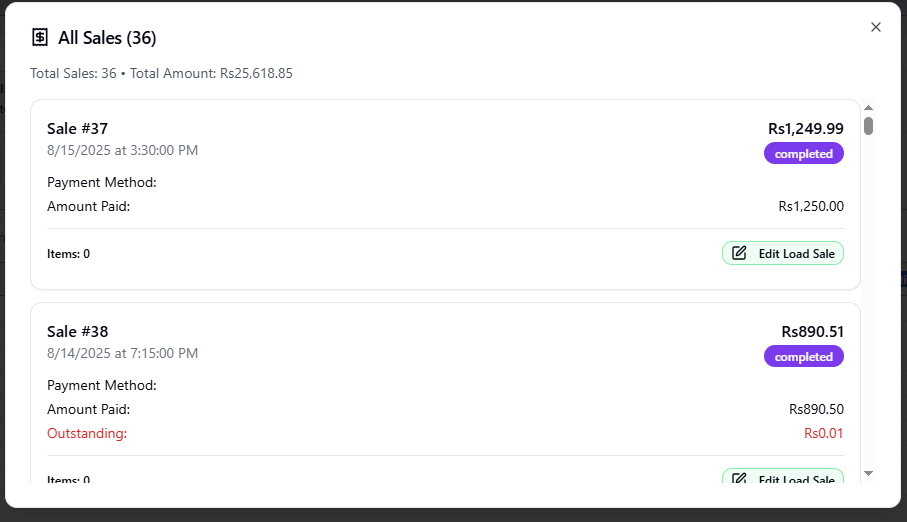 All Sales (36)
Total Sales: 36 • Total Amount: Rs25,618.85
Sale #37 Rs1,249.99
8/15/2025 at 3:30:00 PM completed
Payment Method:
Amount Paid: Rs1,250.00
Items: 0 Edit Load Sale
Sale #38 Rs890.51
8/14/2025 at 7:15:00 PM completed
Payment Method:
Amount Paid: Rs890.50
Outstanding: Rs0.01
Items: 0 Edit Load Sale